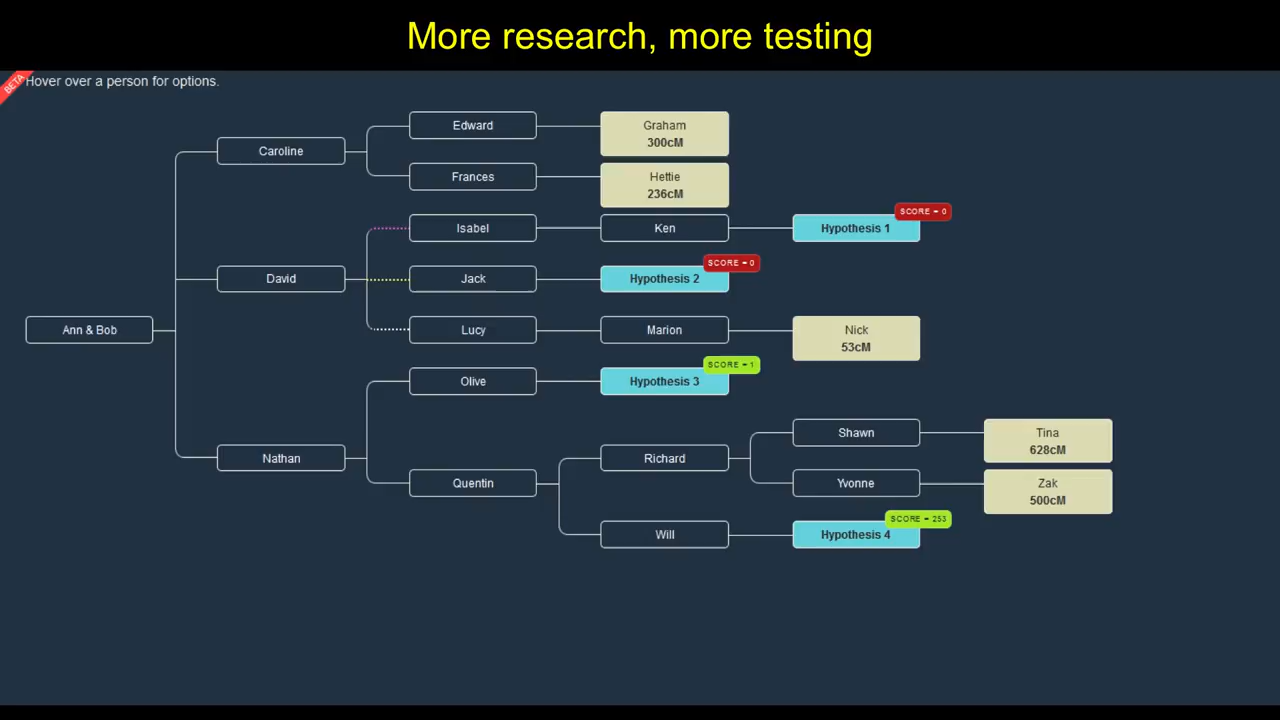 More research, more testing
BETA
Hover over a person for options.
Edward
Graham
300cM
Caroline
Frances
Hettie
236cM
SCORE = 0
Isabel
Ken
Hypothesis 1
SCORE = 0
David
Jack
Hypothesis 2
Ann & Bob
Lucy
Marion
Nick
53cM
SCORE = 1
Olive
Hypothesis 3
Shawn
Tina
628cM
Nathan
Richard
Quentin
Yvonne
Zak
500cM
SCORE = 253
Will
Hypothesis 4